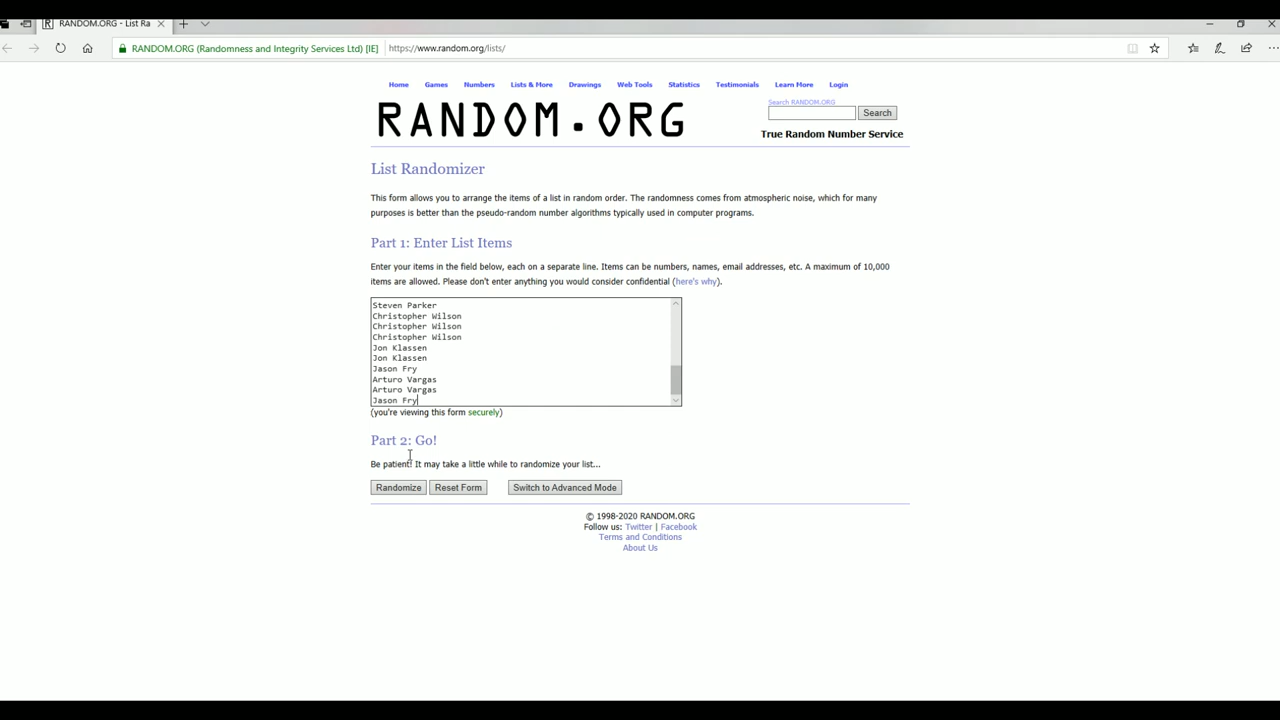 RANDOM.ORG - List Ra
RANDOM.ORG (Randomness and Integrity Services Ltd) [IE]
https://www.random.org/lists/
Home Games Numbers Lists & More Drawings Web Tools Statistics Testimonials Learn More Login
RANDOM.ORG
Search RANDOM.ORG
Search
True Random Number Service
List Randomizer
This form allows you to arrange the items of a list in random order. The randomness comes from atmospheric noise, which for many
purposes is better than the pseudo-random number algorithms typically used in computer programs.
Part 1: Enter List Items
Enter your items in the field below, each on a separate line. Items can be numbers, names, email addresses, etc. A maximum of 10,000
items are allowed. Please don't enter anything you would consider confidential (here's why).
Steven Parker
Christopher Wilson
Christopher Wilson
Christopher Wilson
Jon Klassen
Jon Klassen
Jason Fry
Arturo Vargas
Arturo Vargas
Jason Fry
(you're viewing this form securely)
Part 2: Go!
Be patient! It may take a little while to randomize your list...
Randomize Reset Form Switch to Advanced Mode
© 1998-2020 RANDOM.ORG
Follow us: Twitter | Facebook
Terms and Conditions
About Us